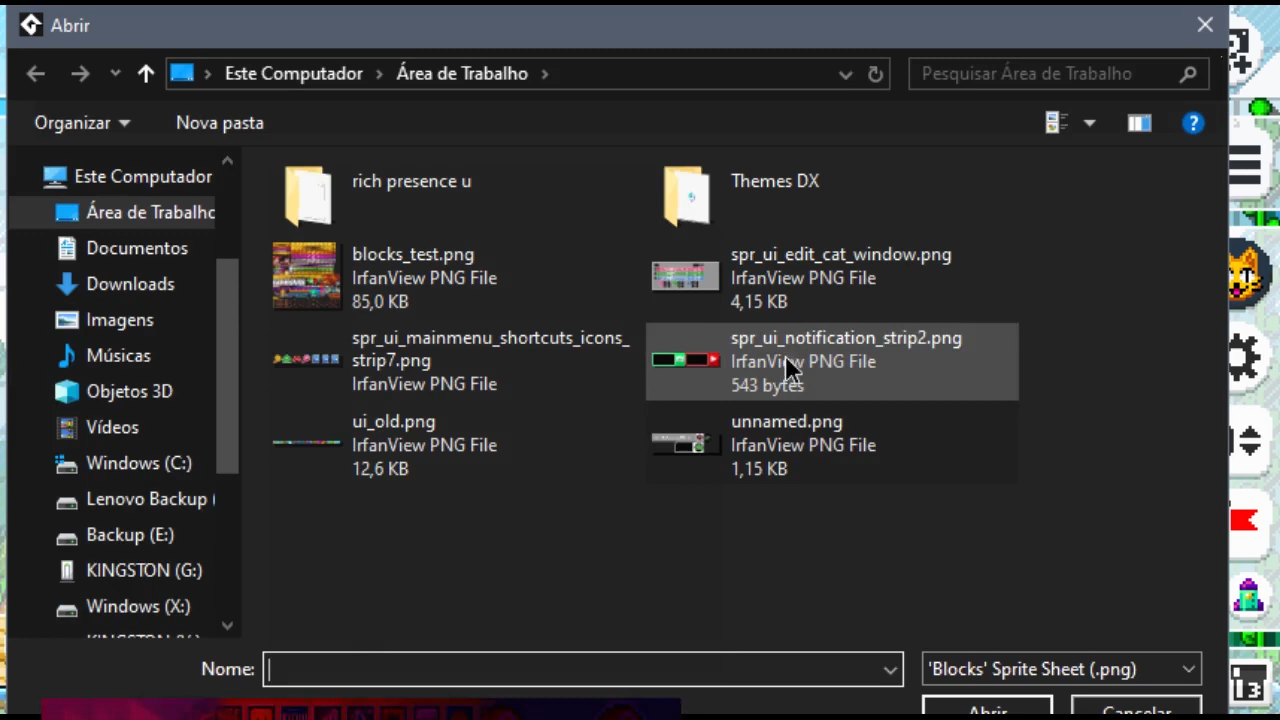 Abrir
Este Computador
Área de Trabalho
Pesquisar Área de Trabalho
Organizar
Nova pasta
Este Computador
Área de Trabalho
Documentos
Downloads
Imagens
Músicas
Objetos 3D
Vídeos
Windows (C:)
Lenovo Backup (
Backup (E:)
KINGSTON (G:)
Windows (X:)
rich presence u
Themes DX
blocks_test.png
IrfanView PNG File
85,0 KB
spr_ui_edit_cat_window.png
IrfanView PNG File
4,15 KB
spr_ui_mainmenu_shortcuts_icons_
strip7.png
IrfanView PNG File
spr_ui_notification_strip2.png
IrfanView PNG File
543 bytes
ui_old.png
IrfanView PNG File
12,6 KB
unnamed.png
IrfanView PNG File
1,15 KB
Nome:
'Blocks' Sprite Sheet (.png)
Abrir
Cancelar